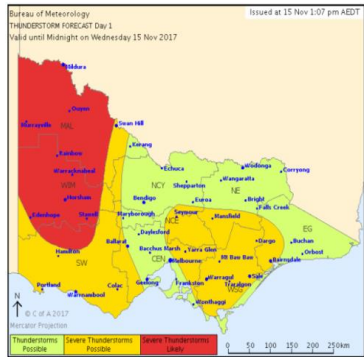 Bureau of Meteorology
Issued at 15 Nov 1:07 pm AEDT
THUNDERSTORM FORECAST Day 1
Valid until Midnight on Wednesday 15 Nov 2017
Mildura
Ouyen
Murrayville
MAL
Swan Hill
Rainbow
Kerang
Warracknabeal
WIM
Echuca
Wodonga
Corryong
Wangaratta
NCY
Shepparton
NE
Horsham
Bendigo
Euroa
Bright
Falls Creek
Edenhope
Stawell
Maryborough
Seymour
Mansfield
NCE
EG
Daylesford
Dargo
Buchan
Hamilton
Ballarat
Bacchus Marsh
Yarra Glen
Orbost
SW
CEN
Melbourne
Mt Baw Baw
Bairnsdale
Geelong
Frankston
Warragul
Sale
Portland
Colac
Traralgon
WSG
Warrnambool
Wonthaggi
N
© C of A 2017
Mercator Projection
Thunderstorms Possible
Severe Thunderstorms Possible
Severe Thunderstorms Likely
0 50 100 150 200 250km